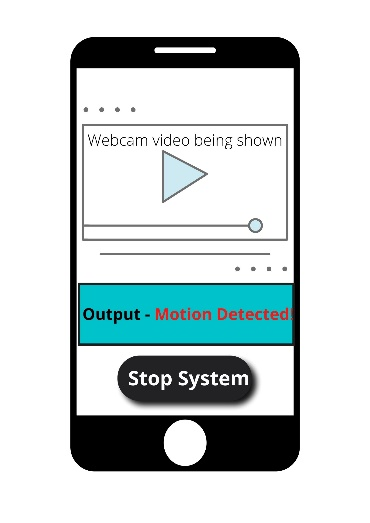 Webcam video being shown
Output - Motion Detected!
Stop System